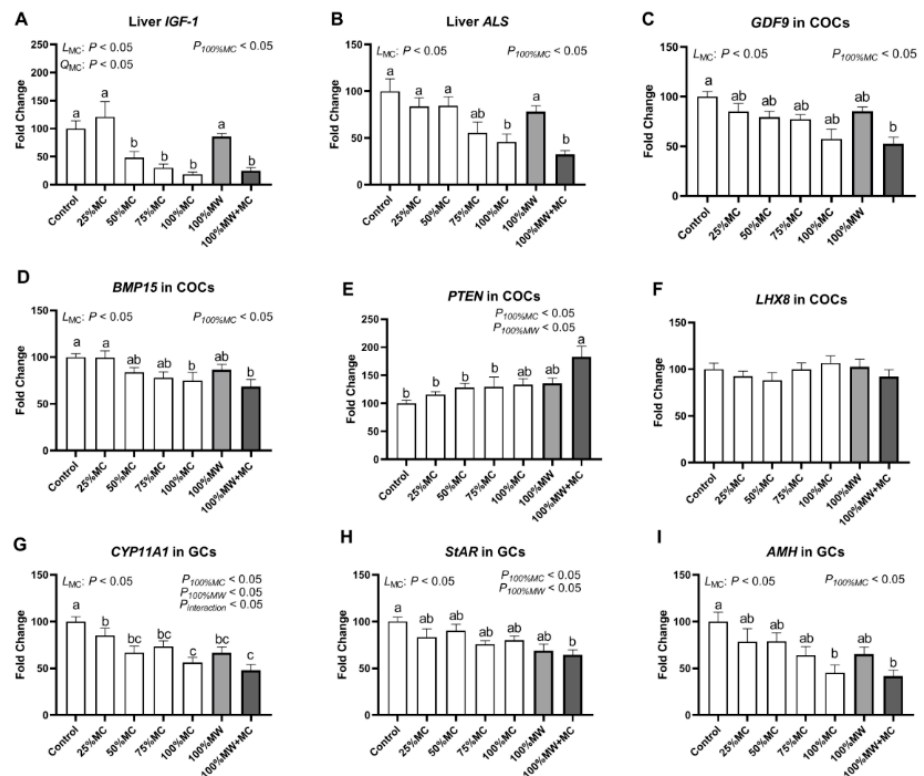 A
Liver IGF-1
Fold Change
250
200
150
100
50
0
L_MC: P < 0.05
Q_MC: P < 0.05
P_100%MC < 0.05
a a b b b a b
Control 25%MC 50%MC 75%MC 100%MC 100%MW 100%MW+MC
B
Liver ALS
Fold Change
150
100
50
0
L_MC: P < 0.05
P_100%MC < 0.05
a a a ab b a b
Control 25%MC 50%MC 75%MC 100%MC 100%MW 100%MW+MC
C
GDF9 in COCs
Fold Change
150
100
50
0
L_MC: P < 0.05
P_100%MC < 0.05
a ab ab ab ab ab b
Control 25%MC 50%MC 75%MC 100%MC 100%MW
D
BMP15 in COCs
Fold Change
150
100
50
0
L_MC: P < 0.05
P_100%MC < 0.05
a a ab ab b ab b
Control 25%MC 50%MC 75%MC 100%MC 100%MW 100%MW+MC
E
PTEN in COCs
Fold Change
250
200
150
100
50
0
P_100%MC < 0.05
P_100%MW < 0.05
b b b b ab ab a
Control 25%MC 50%MC 75%MC 100%MC 100%MW 100%MW+MC
F
LHX8 in COCs
Fold Change
150
100
50
0
Control 25%MC 50%MC 75%MC 100%MC 100%MW 100%MW+MC
G
CYP11A1 in GCs
Fold Change
150
100
50
0
L_MC: P < 0.05
P_100%MC < 0.05
P_100%MW < 0.05
P_interaction < 0.05
a b bc bc c bc c
Control 25%MC 50%MC 75%MC 100%MC 100%MW 100%MW+MC
H
StAR in GCs
Fold Change
150
100
50
0
L_MC: P < 0.05
P_100%MC < 0.05
P_100%MW < 0.05
a ab ab ab ab ab b
Control 25%MC 50%MC 75%MC 100%MC 100%MW 100%MW+MC
I
AMH in GCs
Fold Change
150
100
50
0
L_MC: P < 0.05
P_100%MC < 0.05
a ab ab ab b ab b
Control 25%MC 50%MC 75%MC 100%MC 100%MW 100%MW+MC